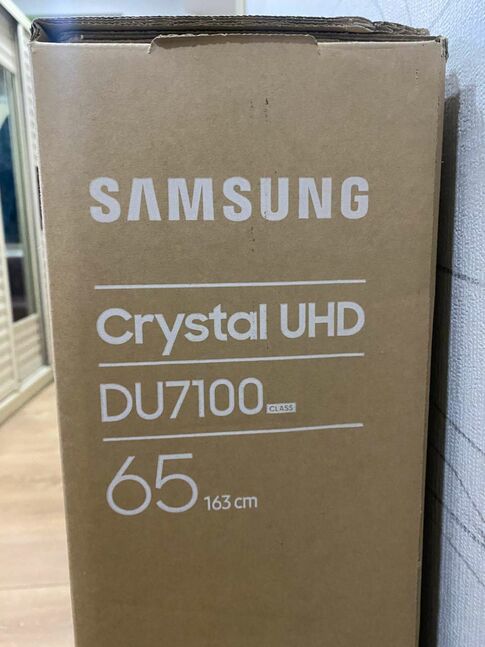 SAMSUNG
Crystal UHD
DU7100 CLASS
65 163 cm